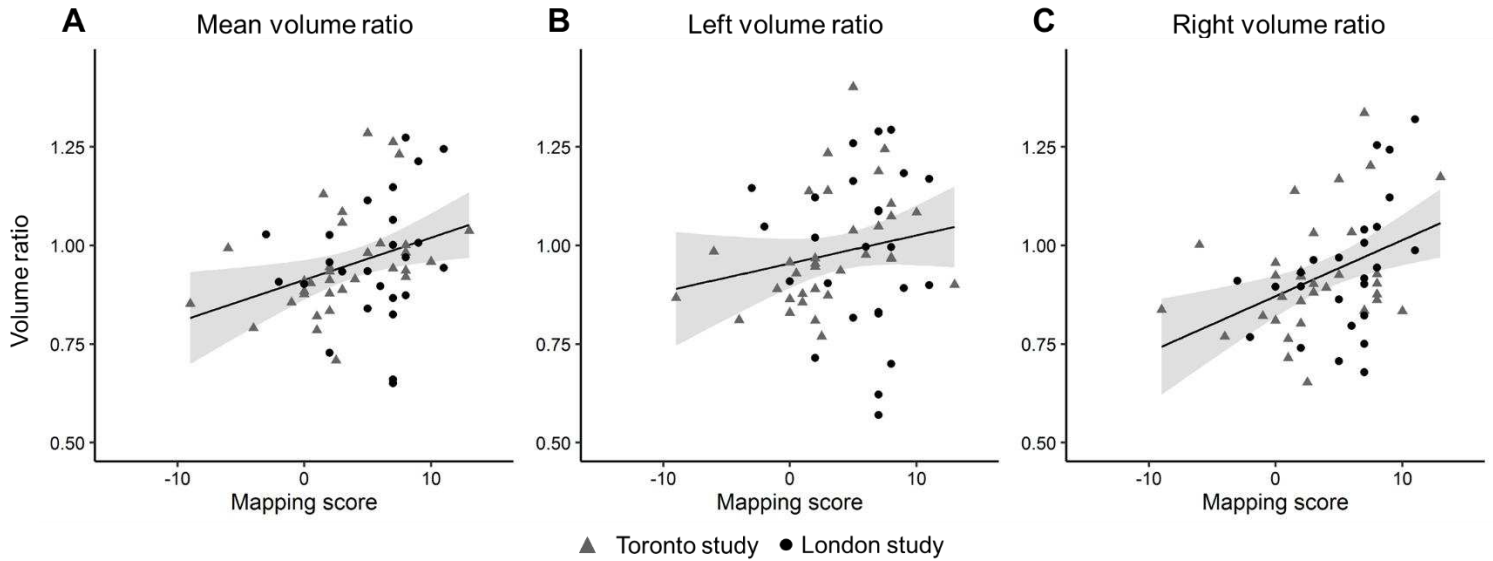 A Mean volume ratio
B Left volume ratio
C Right volume ratio
Volume ratio
1.25
1.00
0.75
0.50
-10 0 10
Mapping score
1.25
1.00
0.75
0.50
-10 0 10
Mapping score
1.25
1.00
0.75
0.50
-10 0 10
Mapping score
Toronto study London study